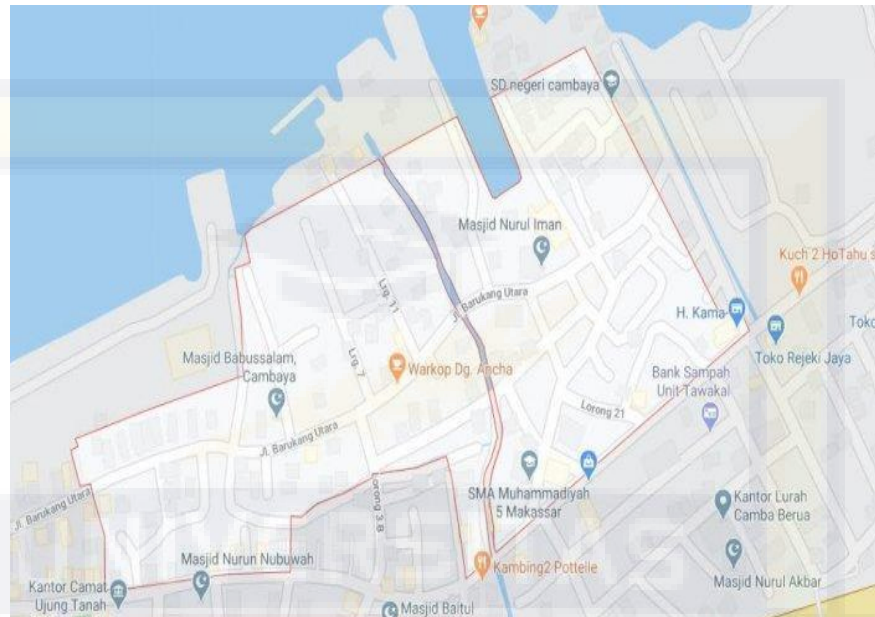 SD negeri cambaya
Masjid Nurul Iman
Kuch 2 HoTahu s
Lrg. 11
Jl. Barukang Utara
H. Kama
Toko
Toko Rejeki Jaya
Masjid Babussalam,
Cambaya
Lrg. 7
Warkop Dg. Ancha
Bank Sampah
Unit Tawakal
Lorong 21
Jl. Barukang Utara
Lorong 3 B
SMA Muhammadiyah
5 Makassar
Jl. Barukang Utara
Kantor Lurah
Camba Berua
Masjid Nurun Nubuwah
Kambing2 Pottelle
Masjid Nurul Akbar
Kantor Camat
Ujung Tanah
Masjid Baitul